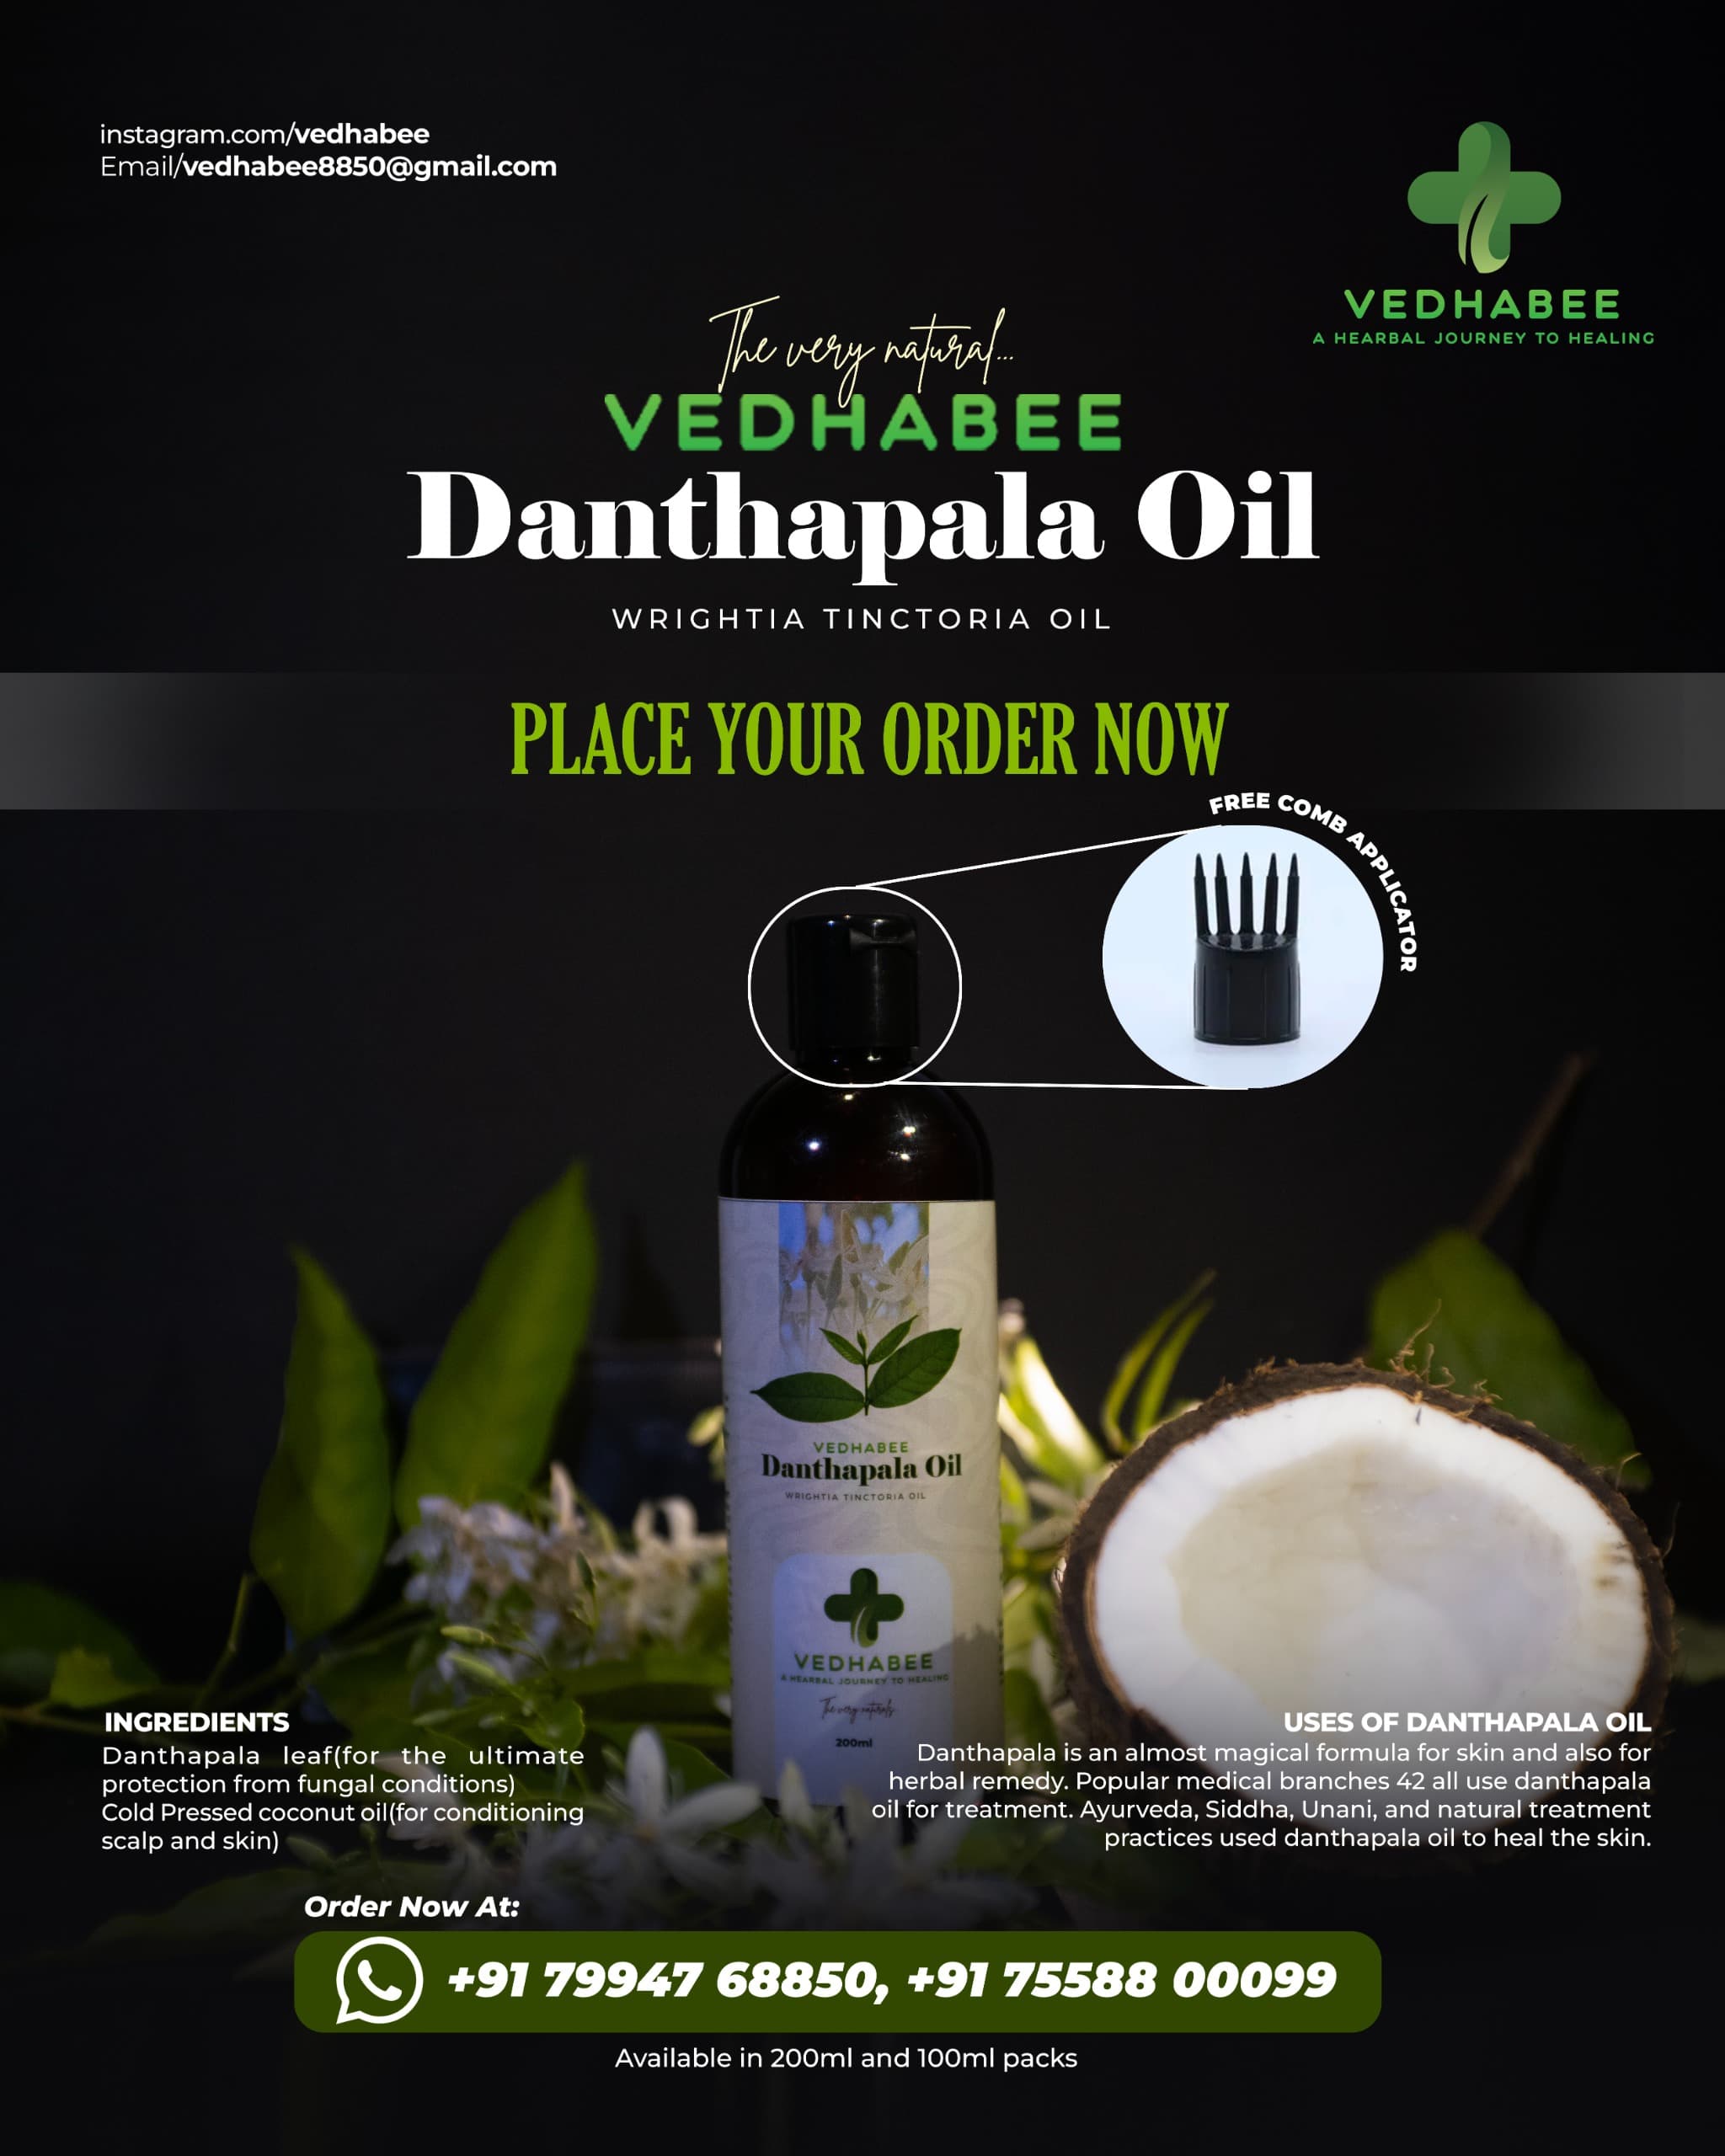 instagram.com/vedhabee
Email/vedhabee8850@gmail.com
VEDHABEE
A HEARBAL JOURNEY TO HEALING
The very natural...
VEDHABEE
Danthapala Oil
WRIGHTIA TINCTORIA OIL
PLACE YOUR ORDER NOW
FREE COMB APPLICATOR
VEDHABEE
Danthapala Oil
WRIGHTIA TINCTORIA OIL
VEDHABEE
A HEARBAL JOURNEY TO HEALING
The very naturals
200ml
INGREDIENTS
Danthapala leaf(for the ultimate
protection from fungal conditions)
Cold Pressed coconut oil(for conditioning
scalp and skin)
USES OF DANTHAPALA OIL
Danthapala is an almost magical formula for skin and also for
herbal remedy. Popular medical branches 42 all use danthapala
oil for treatment. Ayurveda, Siddha, Unani, and natural treatment
practices used danthapala oil to heal the skin.
Order Now At:
+91 79947 68850, +91 75588 00099
Available in 200ml and 100ml packs